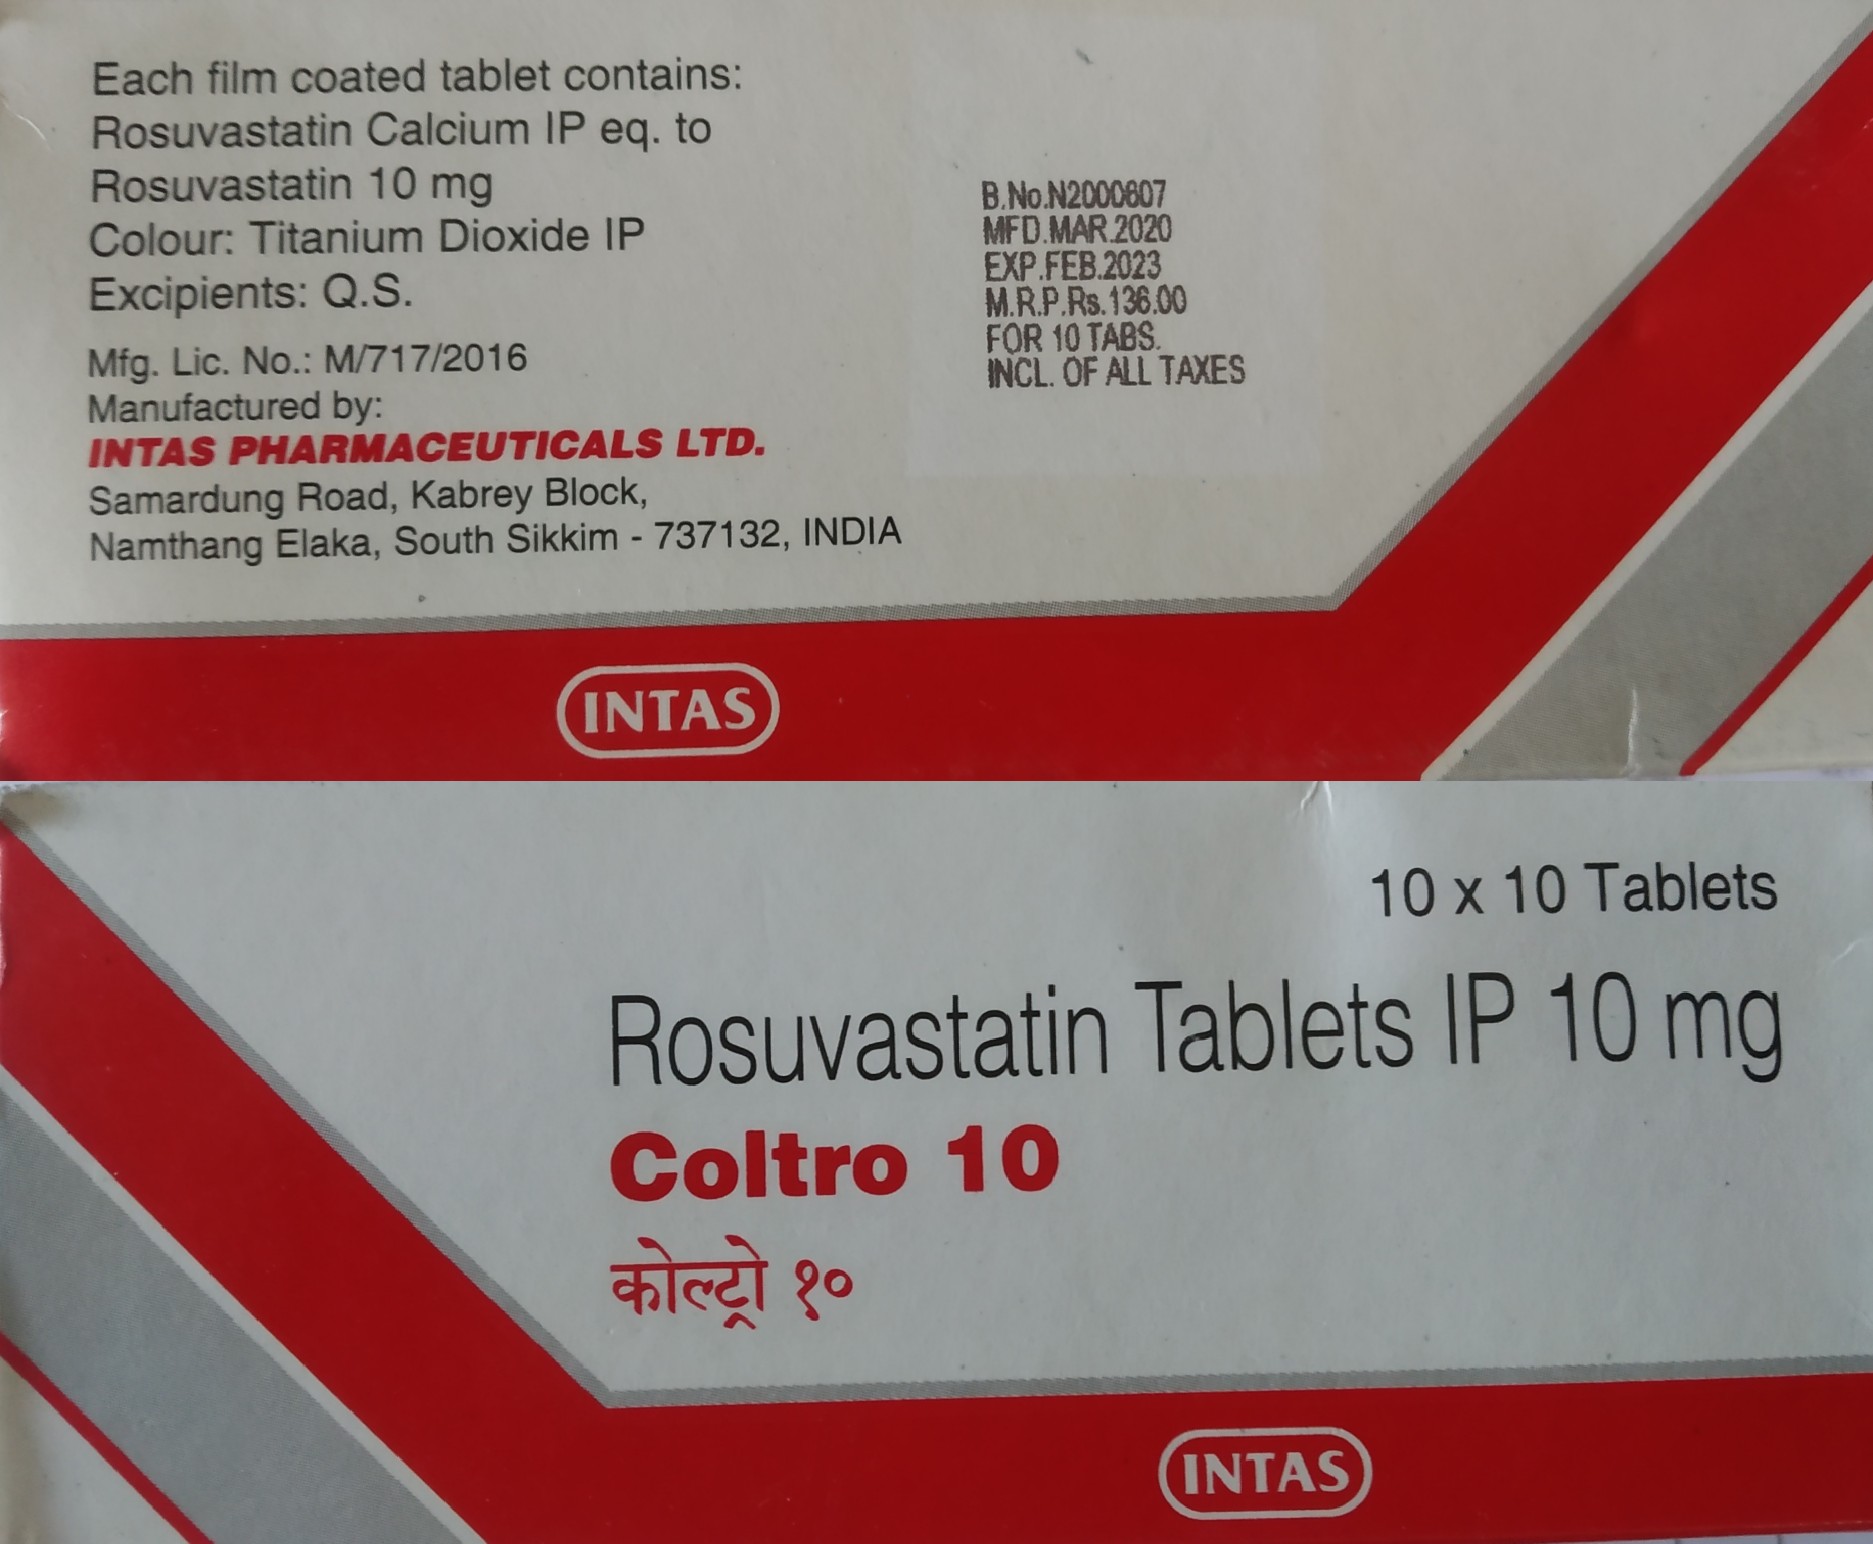 Each film coated tablet contains:
Rosuvastatin Calcium IP eq. to
Rosuvastatin 10 mg
Colour: Titanium Dioxide IP
Excipients: Q.S.
Mfg. Lic. No.: M/717/2016
Manufactured by:
INTAS PHARMACEUTICALS LTD.
Samardung Road, Kabrey Block,
Namthang Elaka, South Sikkim - 737132, INDIA
B.No.N2000607
MFD.MAR.2020
EXP.FEB.2023
M.R.P.Rs.136.00
FOR 10 TABS.
INCL. OF ALL TAXES
INTAS
10 x 10 Tablets
Rosuvastatin Tablets IP 10 mg
Coltro 10
कोल्ट्रो १०
INTAS